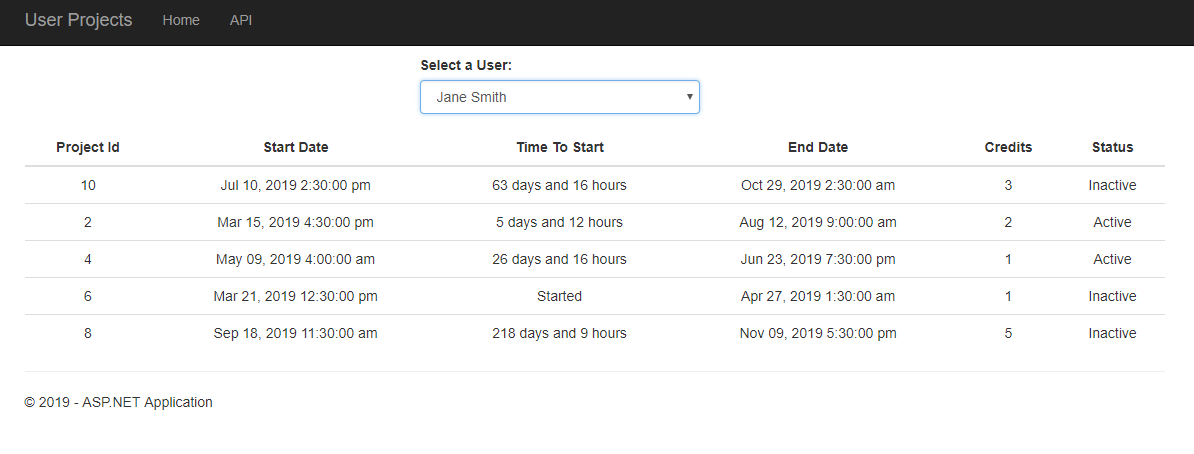 User Projects Home API
Select a User:
Jane Smith
Project Id Start Date Time To Start End Date Credits Status
10 Jul 10, 2019 2:30:00 pm 63 days and 16 hours Oct 29, 2019 2:30:00 am 3 Inactive
2 Mar 15, 2019 4:30:00 pm 5 days and 12 hours Aug 12, 2019 9:00:00 am 2 Active
4 May 09, 2019 4:00:00 am 26 days and 16 hours Jun 23, 2019 7:30:00 pm 1 Active
6 Mar 21, 2019 12:30:00 pm Started Apr 27, 2019 1:30:00 am 1 Inactive
8 Sep 18, 2019 11:30:00 am 218 days and 9 hours Nov 09, 2019 5:30:00 pm 5 Inactive
© 2019 - ASP.NET Application